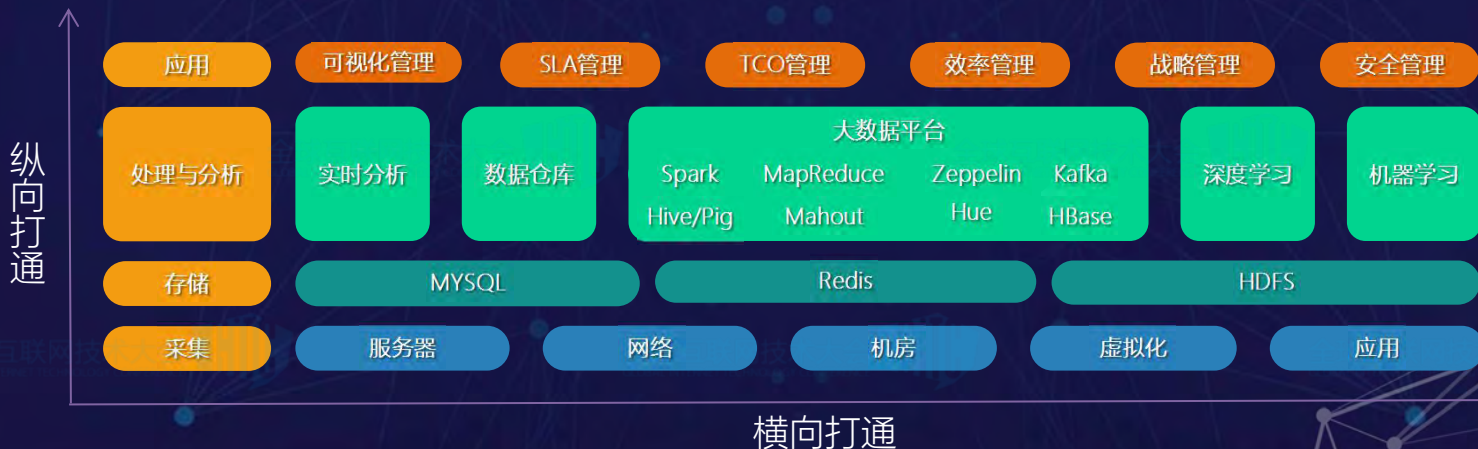 应用 可视化管理 SLA管理 TCO管理 效率管理 战略管理 安全管理
纵向打通
大数据平台
处理与分析 实时分析 数据仓库 Spark MapReduce Zeppelin Kafka 深度学习 机器学习
Hive/Pig Mahout Hue HBase
存储 MYSQL Redis HDFS
采集 服务器 网络 机房 虚拟化 应用
横向打通